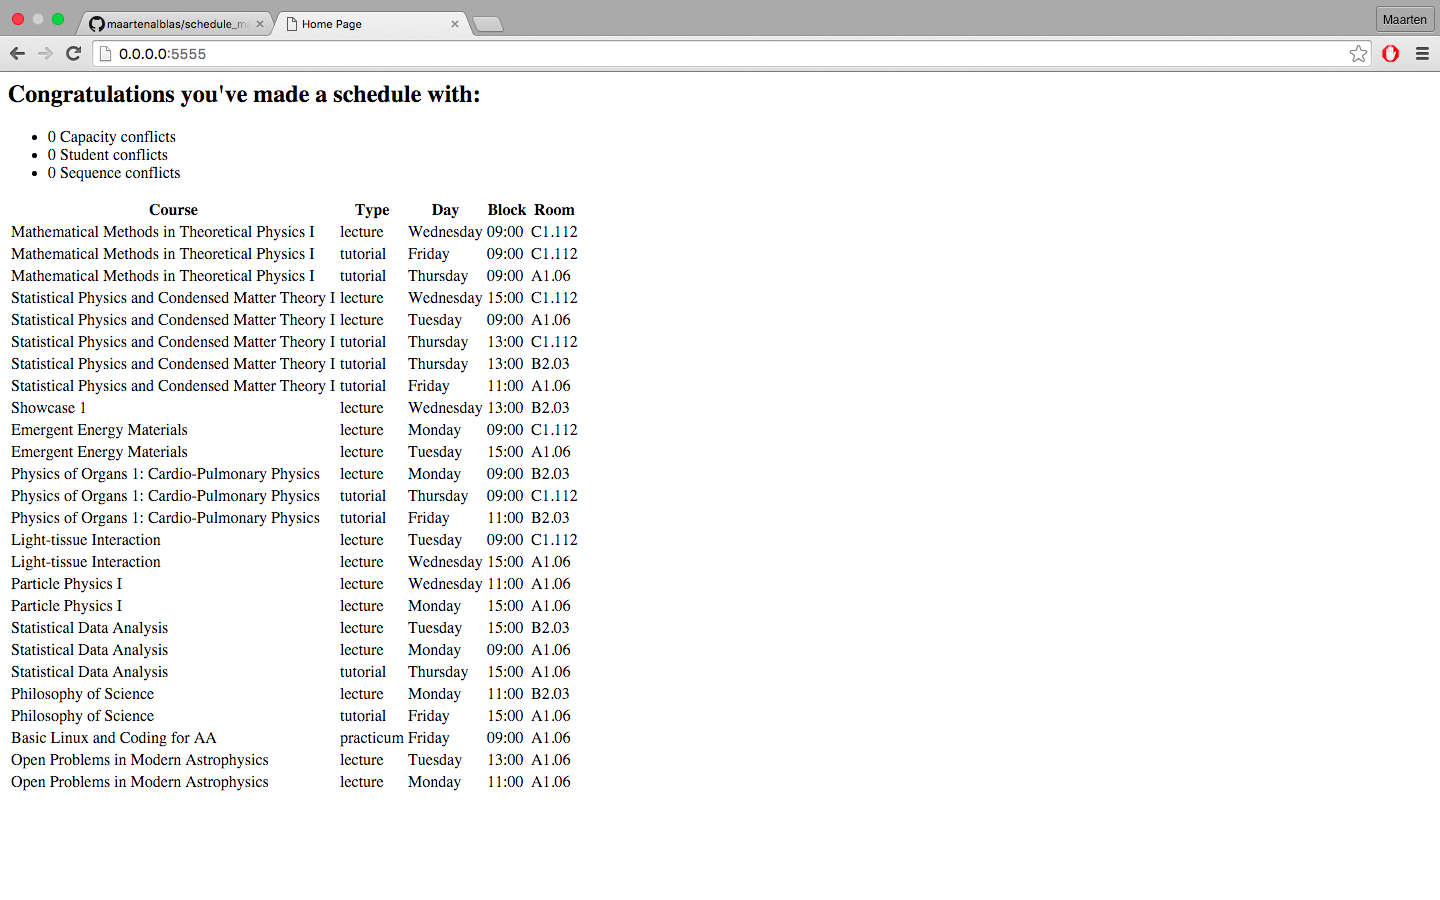 maartenalblas/schedule_m
Home Page
Maarten
0.0.0.0:5555
Congratulations you've made a schedule with:
• 0 Capacity conflicts
• 0 Student conflicts
• 0 Sequence conflicts
Course Type Day Block Room
Mathematical Methods in Theoretical Physics I lecture Wednesday 09:00 C1.112
Mathematical Methods in Theoretical Physics I tutorial Friday 09:00 C1.112
Mathematical Methods in Theoretical Physics I tutorial Thursday 09:00 A1.06
Statistical Physics and Condensed Matter Theory I lecture Wednesday 15:00 C1.112
Statistical Physics and Condensed Matter Theory I lecture Tuesday 09:00 A1.06
Statistical Physics and Condensed Matter Theory I tutorial Thursday 13:00 C1.112
Statistical Physics and Condensed Matter Theory I tutorial Thursday 13:00 B2.03
Statistical Physics and Condensed Matter Theory I tutorial Friday 11:00 A1.06
Showcase 1 lecture Wednesday 13:00 B2.03
Emergent Energy Materials lecture Monday 09:00 C1.112
Emergent Energy Materials lecture Tuesday 15:00 A1.06
Physics of Organs 1: Cardio-Pulmonary Physics lecture Monday 09:00 B2.03
Physics of Organs 1: Cardio-Pulmonary Physics tutorial Thursday 09:00 C1.112
Physics of Organs 1: Cardio-Pulmonary Physics tutorial Friday 11:00 B2.03
Light-tissue Interaction lecture Tuesday 09:00 C1.112
Light-tissue Interaction lecture Wednesday 15:00 A1.06
Particle Physics I lecture Wednesday 11:00 A1.06
Particle Physics I lecture Monday 15:00 A1.06
Statistical Data Analysis lecture Tuesday 15:00 B2.03
Statistical Data Analysis lecture Monday 09:00 A1.06
Statistical Data Analysis tutorial Thursday 15:00 A1.06
Philosophy of Science lecture Monday 11:00 B2.03
Philosophy of Science tutorial Friday 15:00 A1.06
Basic Linux and Coding for AA practicum Friday 09:00 A1.06
Open Problems in Modern Astrophysics lecture Tuesday 13:00 A1.06
Open Problems in Modern Astrophysics lecture Monday 11:00 A1.06